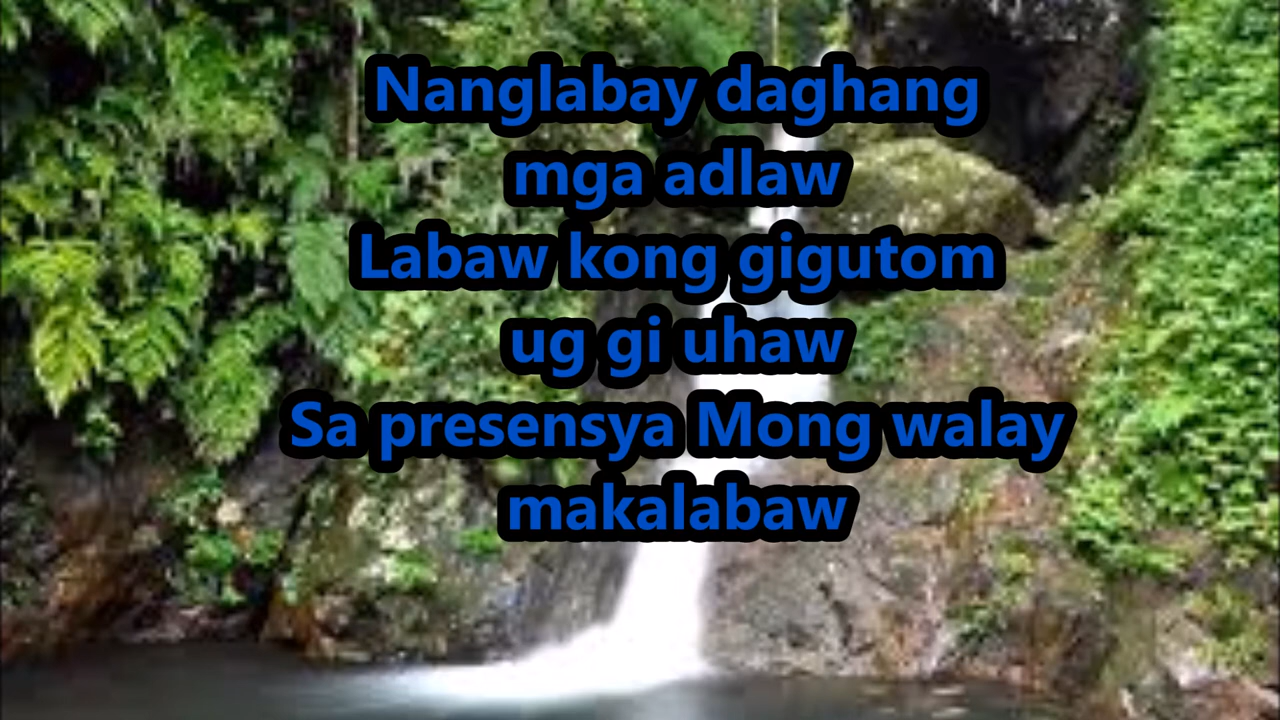 Nanglabay daghang
mga adlaw
Labaw kong gigutom
ug gi uhaw
Sa presensya Mong walay
makalabaw